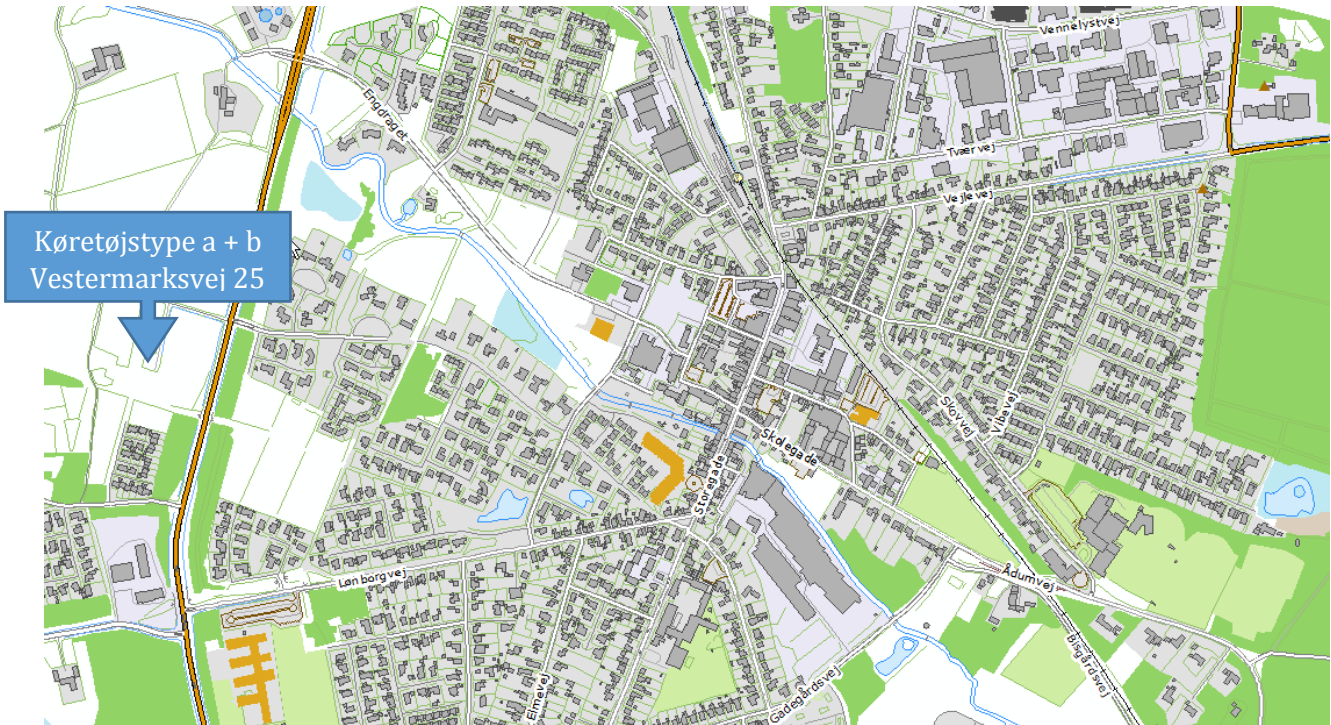 Vennelystvej
Engdraget
Tværvej
Vejlevej
Køretøjstype a + b
Vestermarksvej 25
Skovvej
Vibevej
Skolegade
Storegade
Lønborgvej
Ådumvej
Bisgårdsvej
Elmevej
Gadegårdsvej